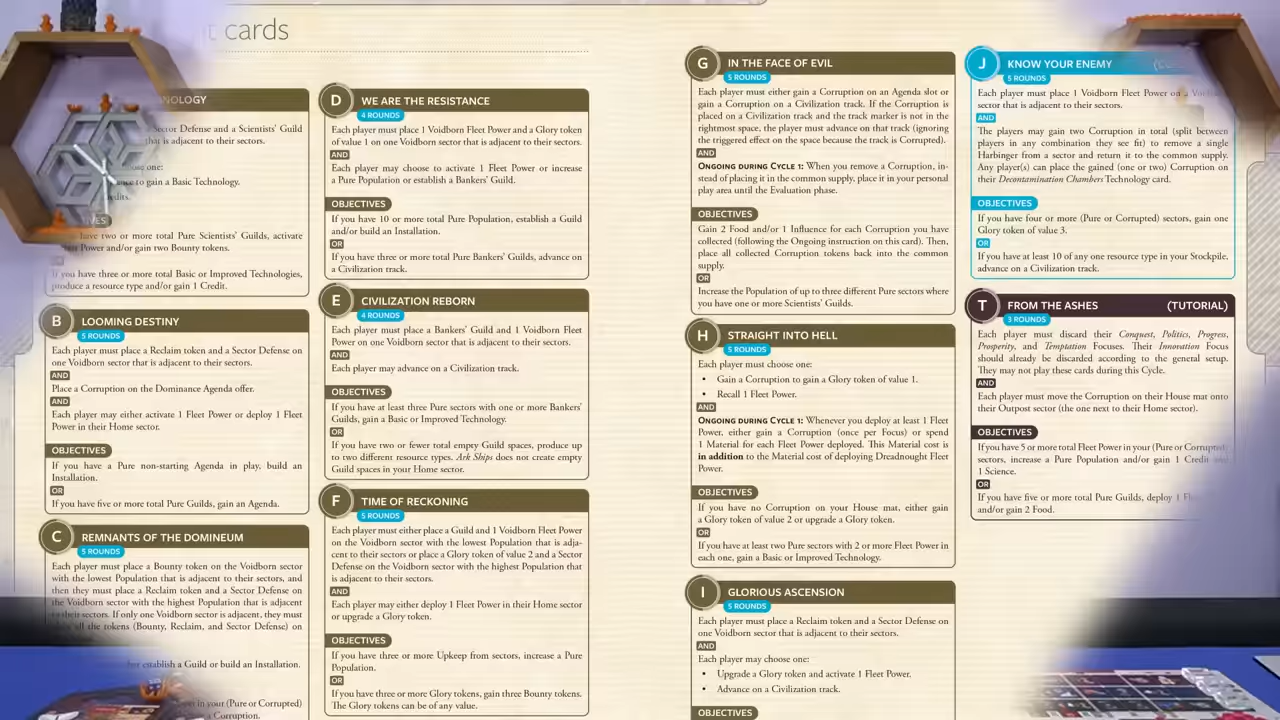 t cards
NOLOGY
Sector Defense and a Scientists' Guild
that is adjacent to their sectors.
to gain a Basic Technology.
have two or more total Pure Scientists' Guilds, activate
Power and/or gain two Bounty tokens.
If you have three or more total Basic or Improved Technologies,
produce a resource type and/or gain 1 Credit.
B LOOMING DESTINY
5 ROUNDS
Each player must place a Reclaim token and a Sector Defense on
one Voidborn sector that is adjacent to their sectors.
AND
Place a Corruption on the Dominance Agenda offer.
AND
Each player may either activate 1 Fleet Power or deploy 1 Fleet
Power in their Home sector.
OBJECTIVES
If you have a Pure non-starting Agenda in play, build an
Installation.
OR
If you have five or more total Pure Guilds, gain an Agenda.
C REMNANTS OF THE DOMINEUM
5 ROUNDS
Each player must place a Bounty token on the Voidborn sector
with the lowest Population that is adjacent to their sectors, and
then they must place a Reclaim token and a Sector Defense on
the Voidborn sector with the highest Population that is adjacent
to their sectors. If only one Voidborn sector is adjacent, they must
all the tokens (Bounty, Reclaim, and Sector Defense) on
establish a Guild or build an Installation.
in your (Pure or Corrupted)
a Corruption.
D WE ARE THE RESISTANCE
4 ROUNDS
Each player must place 1 Voidborn Fleet Power and a Glory token
of value 1 on one Voidborn sector that is adjacent to their sectors.
AND
Each player may choose to activate 1 Fleet Power or increase
a Pure Population or establish a Bankers' Guild.
OBJECTIVES
If you have 10 or more total Pure Population, establish a Guild
and/or build an Installation.
OR
If you have three or more total Pure Bankers' Guilds, advance on
a Civilization track.
E CIVILIZATION REBORN
4 ROUNDS
Each player must place a Bankers' Guild and 1 Voidborn Fleet
Power on one Voidborn sector that is adjacent to their sectors.
AND
Each player may advance on a Civilization track.
OBJECTIVES
If you have at least three Pure sectors with one or more Bankers'
Guilds, gain a Basic or Improved Technology.
OR
If you have two or fewer total empty Guild spaces, produce up
to two different resource types. Ark Ships does not create empty
Guild spaces in your Home sector.
F TIME OF RECKONING
5 ROUNDS
Each player must either place a Guild and 1 Voidborn Fleet Power
on the Voidborn sector with the lowest Population that is adja-
cent to their sectors or place a Glory token of value 2 and a Sector
Defense on the Voidborn sector with the highest Population that
is adjacent to their sectors.
AND
Each player may either deploy 1 Fleet Power in their Home sector
or upgrade a Glory token.
OBJECTIVES
If you have three or more Upkeep from sectors, increase a Pure
Population.
OR
If you have three or more Glory tokens, gain three Bounty tokens.
The Glory tokens can be of any value.
G IN THE FACE OF EVIL
5 ROUNDS
Each player must either gain a Corruption on an Agenda slot or
gain a Corruption on a Civilization track. If the Corruption is
placed on a Civilization track and the track marker is not in the
rightmost space, the player must advance on that track (ignoring
the triggered effect on the space because the track is Corrupted).
AND
ONGOING DURING CYCLE 1: When you remove a Corruption, in-
stead of placing it in the common supply, place it in your personal
play area until the Evaluation phase.
OBJECTIVES
Gain 2 Food and/or 1 Influence for each Corruption you have
collected (following the Ongoing instruction on this card). Then,
place all collected Corruption tokens back into the common
supply.
OR
Increase the Population of up to three different Pure sectors where
you have one or more Scientists' Guilds.
H STRAIGHT INTO HELL
5 ROUNDS
Each player must choose one:
• Gain a Corruption to gain a Glory token of value 1.
• Recall 1 Fleet Power.
AND
ONGOING DURING CYCLE 1: Whenever you deploy at least 1 Fleet
Power, either gain a Corruption (once per Focus) or spend
1 Material for each Fleet Power deployed. This Material cost is
in addition to the Material cost of deploying Dreadnought Fleet
Power.
OBJECTIVES
If you have no Corruption on your House mat, either gain
a Glory token of value 2 or upgrade a Glory token.
OR
If you have at least two Pure sectors with 2 or more Fleet Power in
each one, gain a Basic or Improved Technology.
I GLORIOUS ASCENSION
5 ROUNDS
Each player must place a Reclaim token and a Sector Defense on
one Voidborn sector that is adjacent to their sectors.
AND
Each player may choose one:
• Upgrade a Glory token and activate 1 Fleet Power.
• Advance on a Civilization track.
OBJECTIVES
J KNOW YOUR ENEMY
5 ROUNDS
Each player must place 1 Voidborn Fleet Power on a
sector that is adjacent to their sectors.
AND
The players may gain two Corruption in total (split between
players in any combination they see fit) to remove a single
Harbinger from a sector and return it to the common supply.
Any player(s) can place the gained (one or two) Corruption on
their Decontamination Chambers Technology card.
OBJECTIVES
If you have four or more (Pure or Corrupted) sectors, gain one
Glory token of value 3.
OR
If you have at least 10 of any one resource type in your Stockpile,
advance on a Civilization track.
T FROM THE ASHES (TUTORIAL)
3 ROUNDS
Each player must discard their Conquest, Politics, Progress,
Prosperity, and Temptation Focuses. Their Innovation Focus
should already be discarded according to the general setup.
They may not play these cards during this Cycle.
AND
Each player must move the Corruption on their House mat onto
their Outpost sector (the one next to their Home sector).
OBJECTIVES
If you have 5 or more total Fleet Power in your (Pure or Corrupted)
sectors, increase a Pure Population and/or gain 1 Credit and
1 Science.
OR
If you have five or more total Pure Guilds, deploy 1
and/or gain 2 Food.